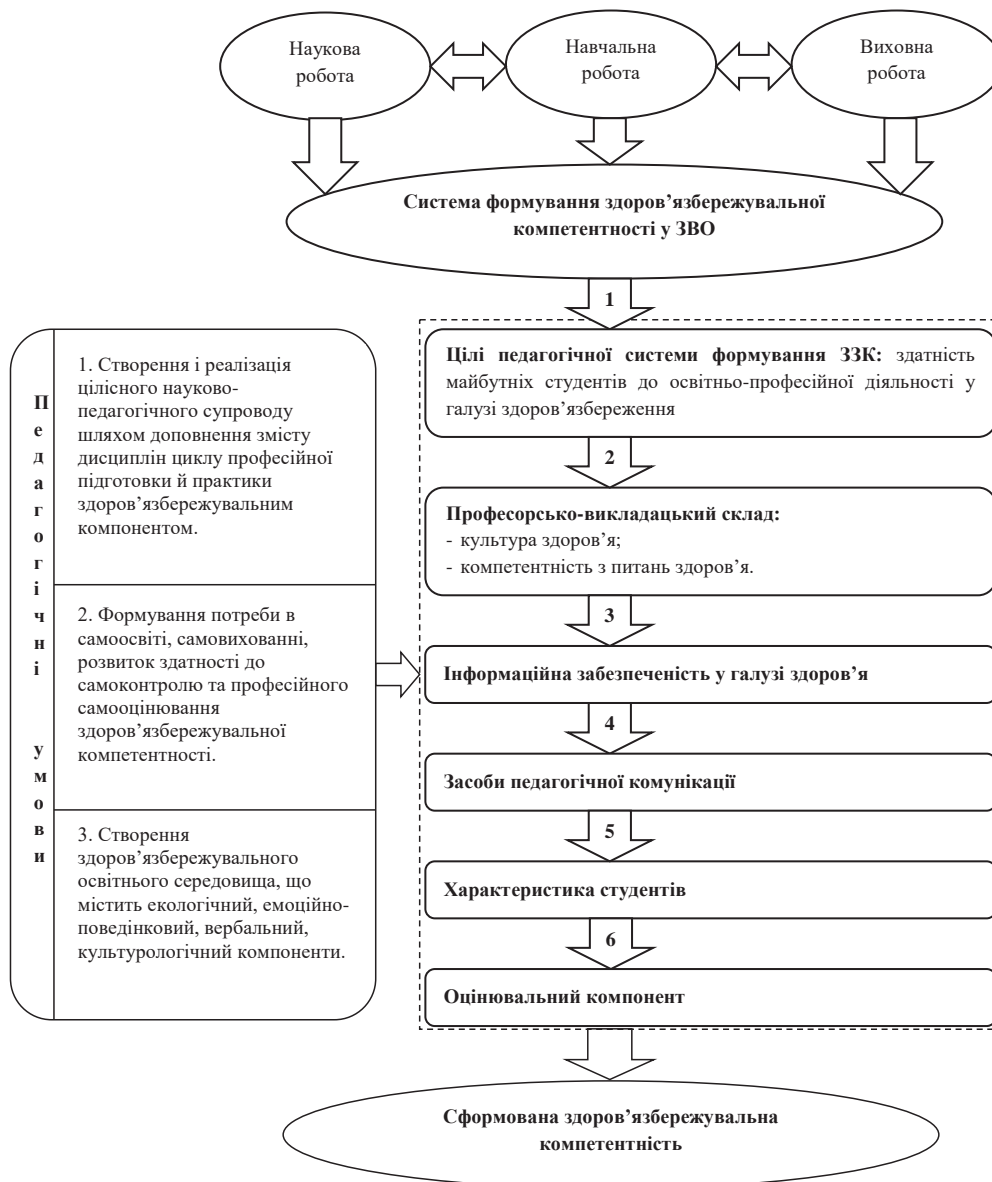 Наукова
робота
Навчальна
робота
Виховна
робота
Система формування здоров’язбережувальної
компетентності у ЗВО
1
Педагогічні умови
1. Створення і реалізація
цілісного науково-
педагогічного супроводу
шляхом доповнення змісту
дисциплін циклу професійної
підготовки й практики
здоров’язбережувальним
компонентом.
2. Формування потреби в
самоосвіті, самовихованні,
розвиток здатності до
самоконтролю та професійного
самооцінювання
здоров’язбережувальної
компетентності.
3. Створення
здоров’язбережувального
освітнього середовища, що
містить екологічний, емоційно-
поведінковий, вербальний,
культурологічний компоненти.
Цілі педагогічної системи формування ЗЗК: здатність
майбутніх студентів до освітньо-професійної діяльності у
галузі здоров’язбереження
2
Професорсько-викладацький склад:
- культура здоров’я;
- компетентність з питань здоров’я.
3
Інформаційна забезпеченість у галузі здоров’я
4
Засоби педагогічної комунікації
5
Характеристика студентів
6
Оцінювальний компонент
Сформована здоров’язбережувальна
компетентність